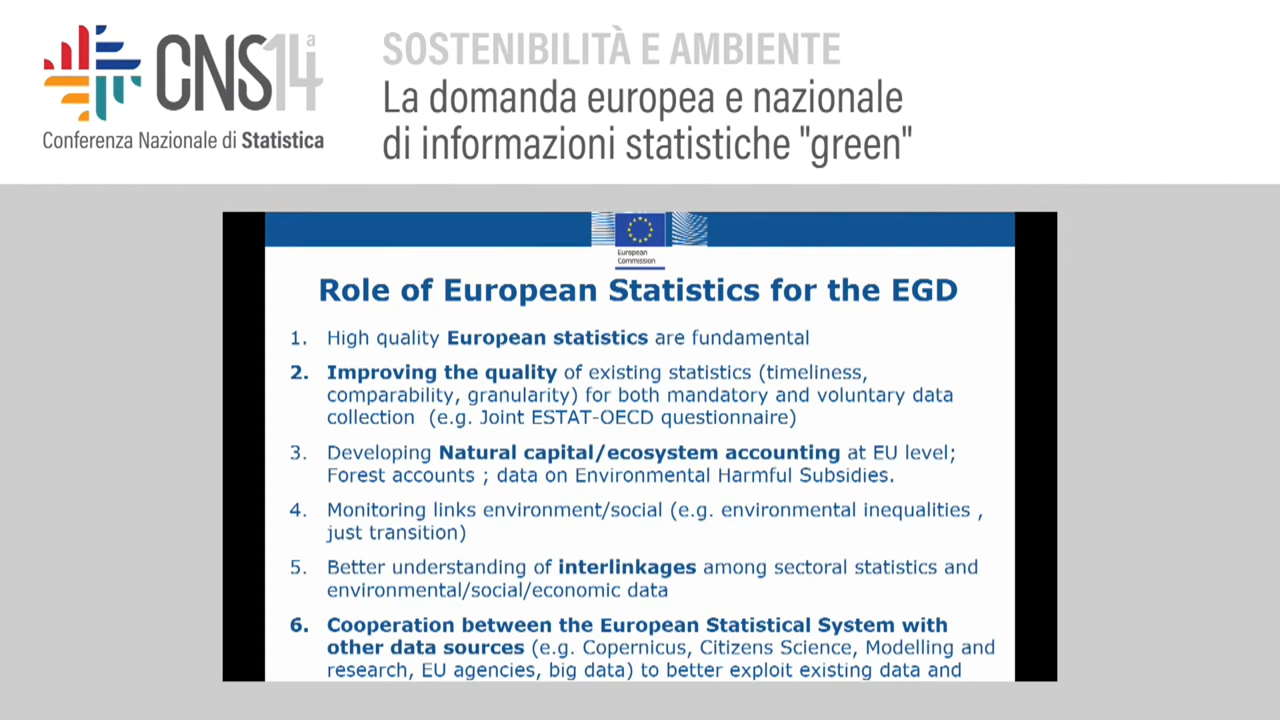 CNS14ª
Conferenza Nazionale di Statistica
SOSTENIBILITÀ E AMBIENTE
La domanda europea e nazionale
di informazioni statistiche "green"
European
Commission
Role of European Statistics for the EGD
1. High quality European statistics are fundamental
2. Improving the quality of existing statistics (timeliness,
comparability, granularity) for both mandatory and voluntary data
collection (e.g. Joint ESTAT-OECD questionnaire)
3. Developing Natural capital/ecosystem accounting at EU level;
Forest accounts ; data on Environmental Harmful Subsidies.
4. Monitoring links environment/social (e.g. environmental inequalities ,
just transition)
5. Better understanding of interlinkages among sectoral statistics and
environmental/social/economic data
6. Cooperation between the European Statistical System with
other data sources (e.g. Copernicus, Citizens Science, Modelling and
research, EU agencies, big data) to better exploit existing data and